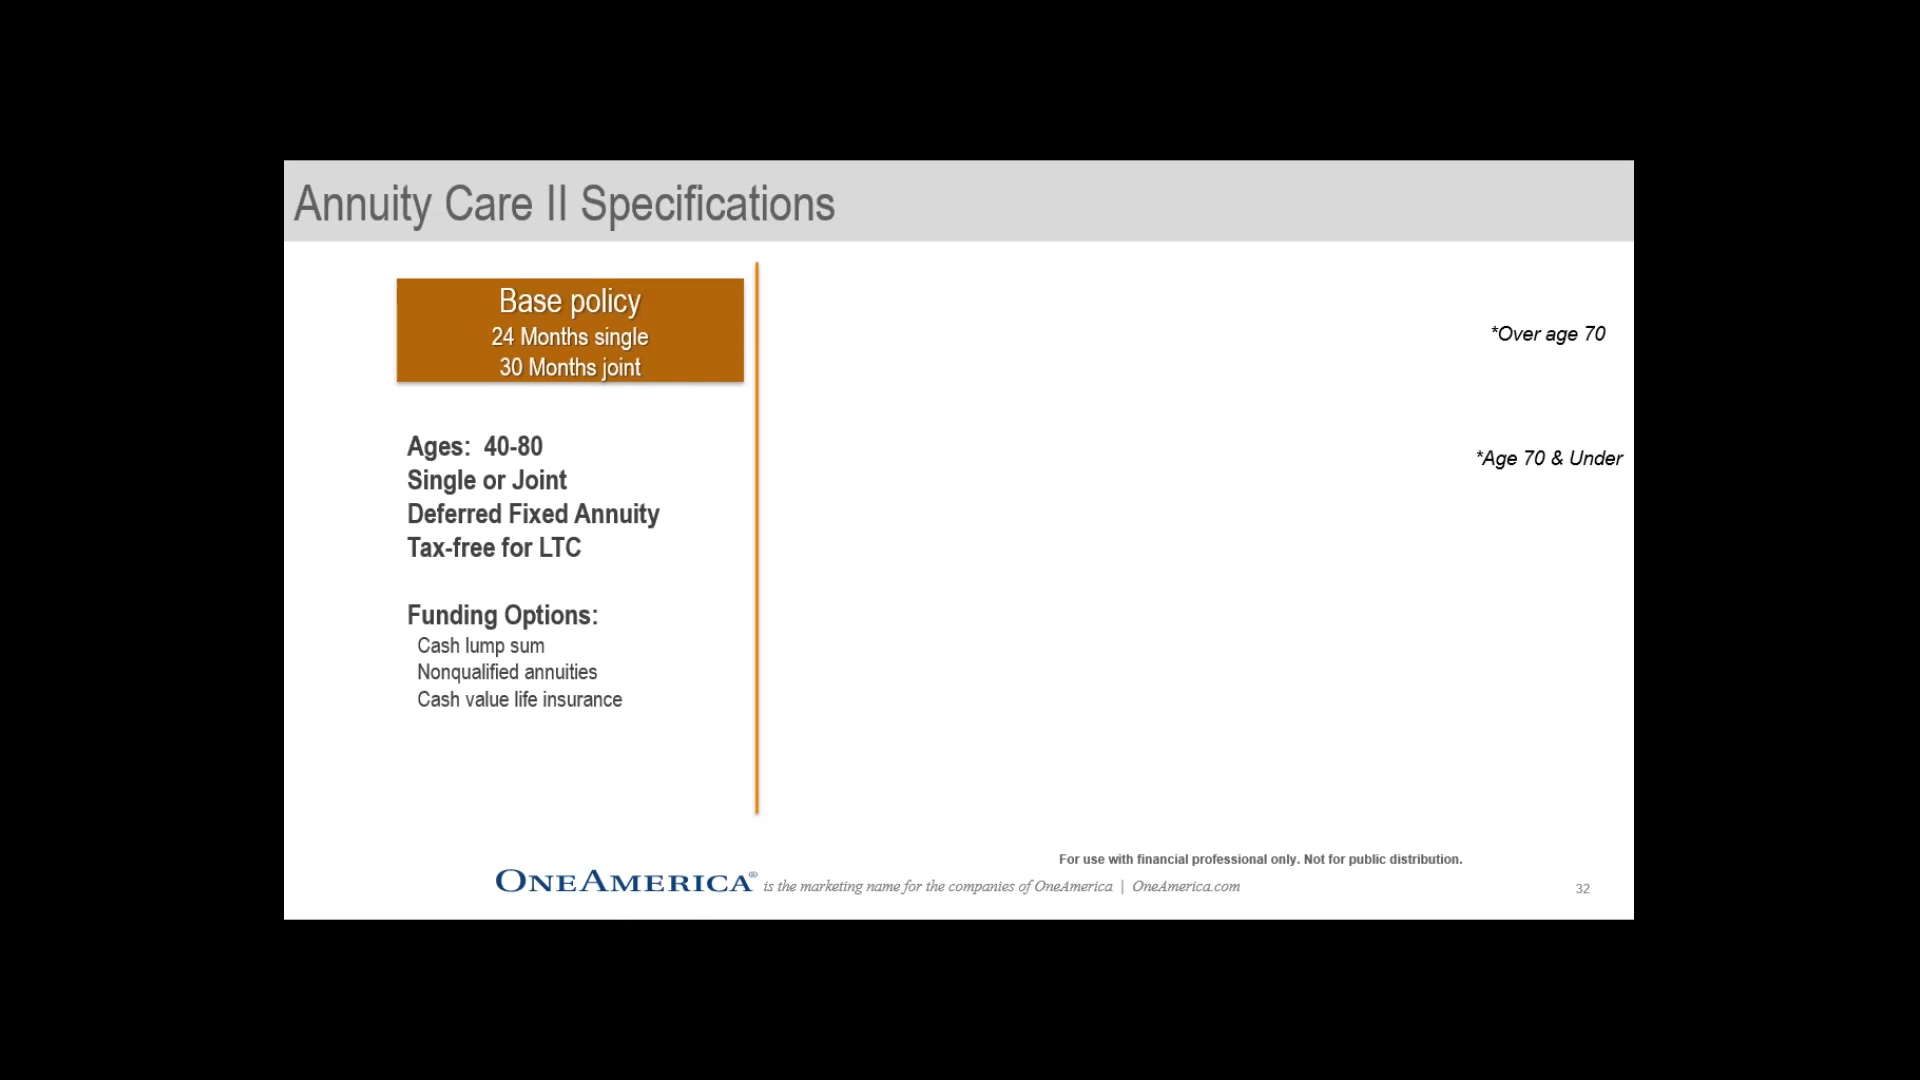 Annuity Care II Specifications
Base policy
24 Months single
30 Months joint
*Over age 70
Ages: 40-80
Single or Joint
Deferred Fixed Annuity
Tax-free for LTC
*Age 70 & Under
Funding Options:
Cash lump sum
Nonqualified annuities
Cash value life insurance
For use with financial professional only. Not for public distribution.
ONEAMERICA® is the marketing name for the companies of OneAmerica | OneAmerica.com
32